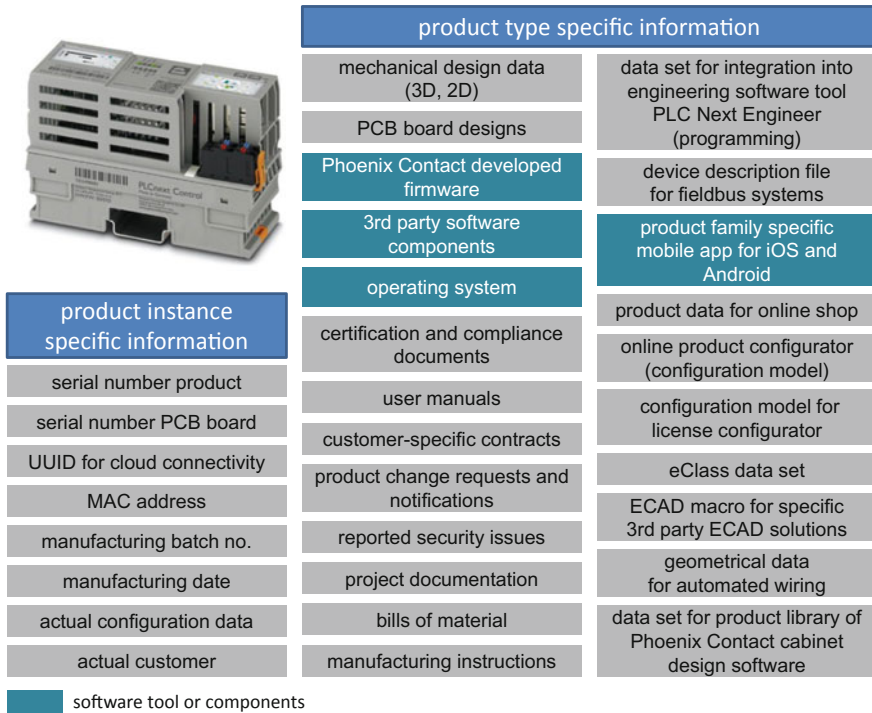 PLCnext Control
product type specific information
mechanical design data
(3D, 2D)
PCB board designs
Phoenix Contact developed
firmware
3rd party software
components
operating system
certification and compliance
documents
user manuals
customer-specific contracts
product change requests and
notifications
reported security issues
project documentation
bills of material
manufacturing instructions
data set for integration into
engineering software tool
PLC Next Engineer
(programming)
device description file
for fieldbus systems
product family specific
mobile app for iOS and
Android
product data for online shop
online product configurator
(configuration model)
configuration model for
license configurator
eClass data set
ECAD macro for specific
3rd party ECAD solutions
geometrical data
for automated wiring
data set for product library of
Phoenix Contact cabinet
design software
product instance
specific information
serial number product
serial number PCB board
UUID for cloud connectivity
MAC address
manufacturing batch no.
manufacturing date
actual configuration data
actual customer
software tool or components